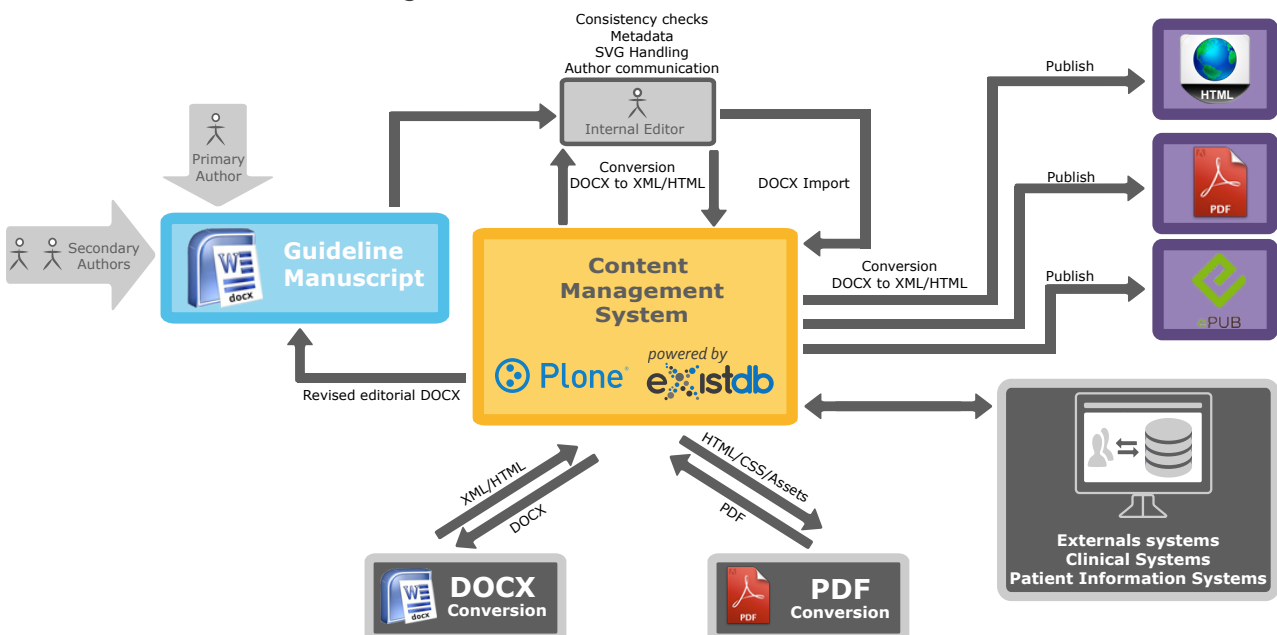 Consistency checks
Metadata
SVG Handling
Author communication
Internal Editor
Primary
Author
Secondary
Authors
docx
Guideline
Manuscript
Conversion
DOCX to XML/HTML
DOCX Import
Content
Management
System
Plone
powered by
eXistdb
Revised editorial DOCX
Conversion
DOCX to XML/HTML
Publish
HTML
Publish
PDF
Publish
ePUB
XML/HTML
DOCX
HTML/CSS/Assets
PDF
docx
DOCX
Conversion
PDF
PDF
Conversion
Externals systems
Clinical Systems
Patient Information Systems